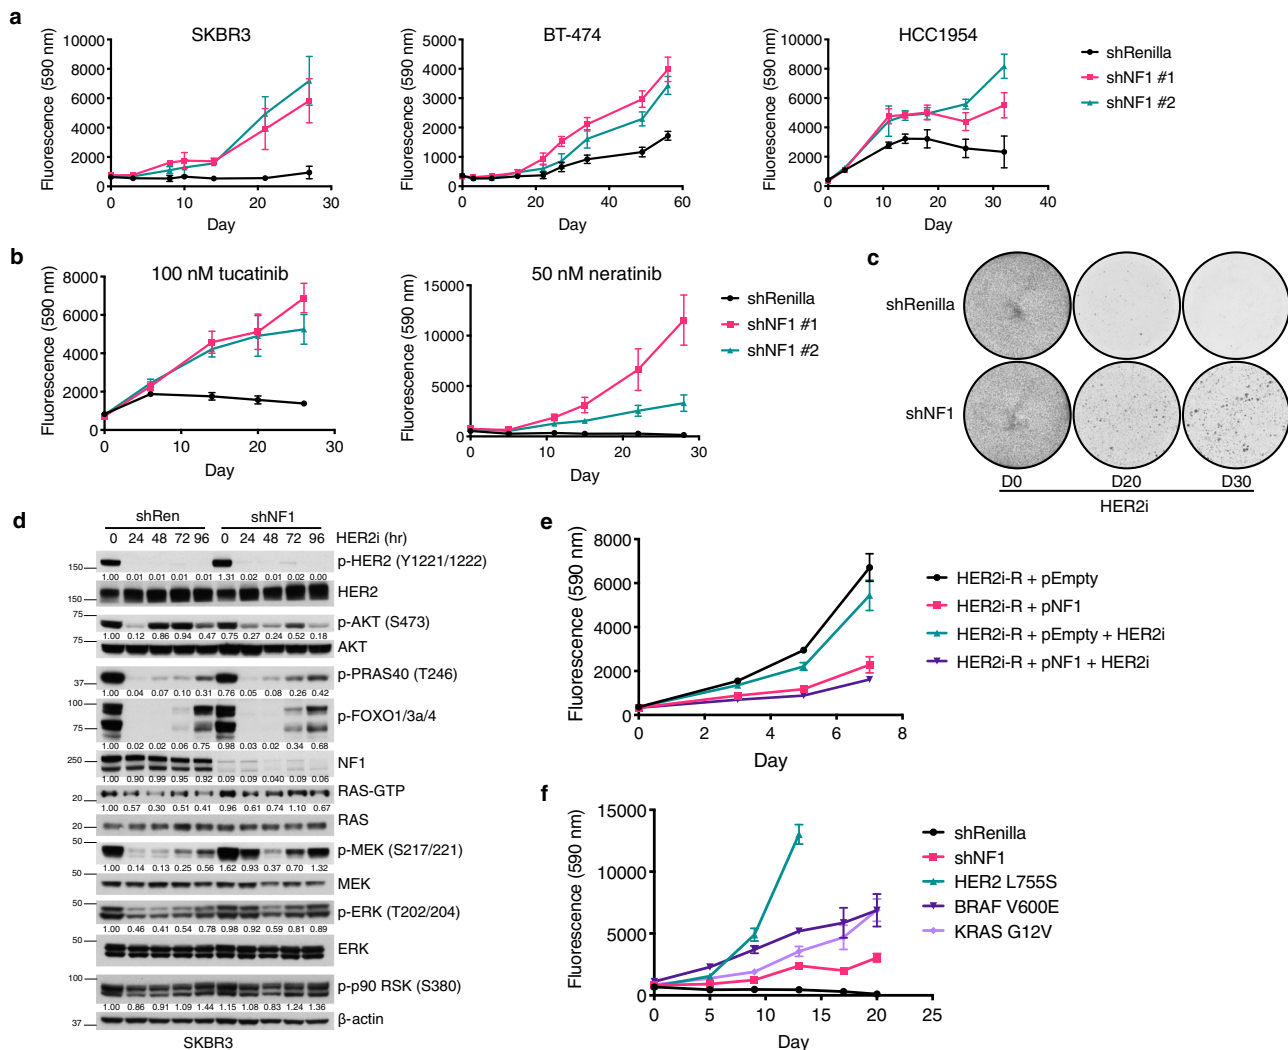 a
SKBR3
BT-474
HCC1954
Fluorescence (590 nm)
10000
8000
6000
4000
2000
0
0 10 20 30
Day
Fluorescence (590 nm)
5000
4000
3000
2000
1000
0
0 20 40 60
Day
Fluorescence (590 nm)
10000
8000
6000
4000
2000
0
0 10 20 30 40
Day
shRenilla
shNF1 #1
shNF1 #2
b
100 nM tucatinib
Fluorescence (590 nm)
8000
6000
4000
2000
0
0 10 20 30
Day
50 nM neratinib
Fluorescence (590 nm)
15000
10000
5000
0
0 10 20 30
Day
shRenilla
shNF1 #1
shNF1 #2
c
shRenilla
shNF1
D0 D20 D30
HER2i
d
shRen shNF1
0 24 48 72 96 0 24 48 72 96 HER2i (hr)
150
p-HER2 (Y1221/1222)
1.00 0.01 0.01 0.01 0.01 1.31 0.02 0.01 0.02 0.00
150
HER2
75
p-AKT (S473)
1.00 0.12 0.86 0.94 0.47 0.75 0.27 0.24 0.52 0.18
75
AKT
37
p-PRAS40 (T246)
1.00 0.04 0.07 0.10 0.31 0.76 0.05 0.08 0.26 0.42
100
75
p-FOXO1/3a/4
1.00 0.02 0.02 0.06 0.75 0.98 0.03 0.02 0.34 0.68
250
NF1
1.00 0.90 0.99 0.95 0.92 0.09 0.09 0.040 0.09 0.06
20
RAS-GTP
1.00 0.57 0.30 0.51 0.41 0.96 0.61 0.74 1.10 0.67
20
RAS
50
p-MEK (S217/221)
1.00 0.14 0.13 0.25 0.56 1.62 0.93 0.37 0.70 1.32
50
MEK
50
p-ERK (T202/204)
1.00 0.46 0.41 0.54 0.78 0.98 0.92 0.59 0.81 0.89
50
ERK
100
p-p90 RSK (S380)
1.00 0.86 0.91 1.09 1.44 1.15 1.08 0.83 1.24 1.36
37
β-actin
SKBR3
e
Fluorescence (590 nm)
8000
6000
4000
2000
0
0 2 4 6 8
Day
HER2i-R + pEmpty
HER2i-R + pNF1
HER2i-R + pEmpty + HER2i
HER2i-R + pNF1 + HER2i
f
Fluorescence (590 nm)
15000
10000
5000
0
0 5 10 15 20 25
Day
shRenilla
shNF1
HER2 L755S
BRAF V600E
KRAS G12V